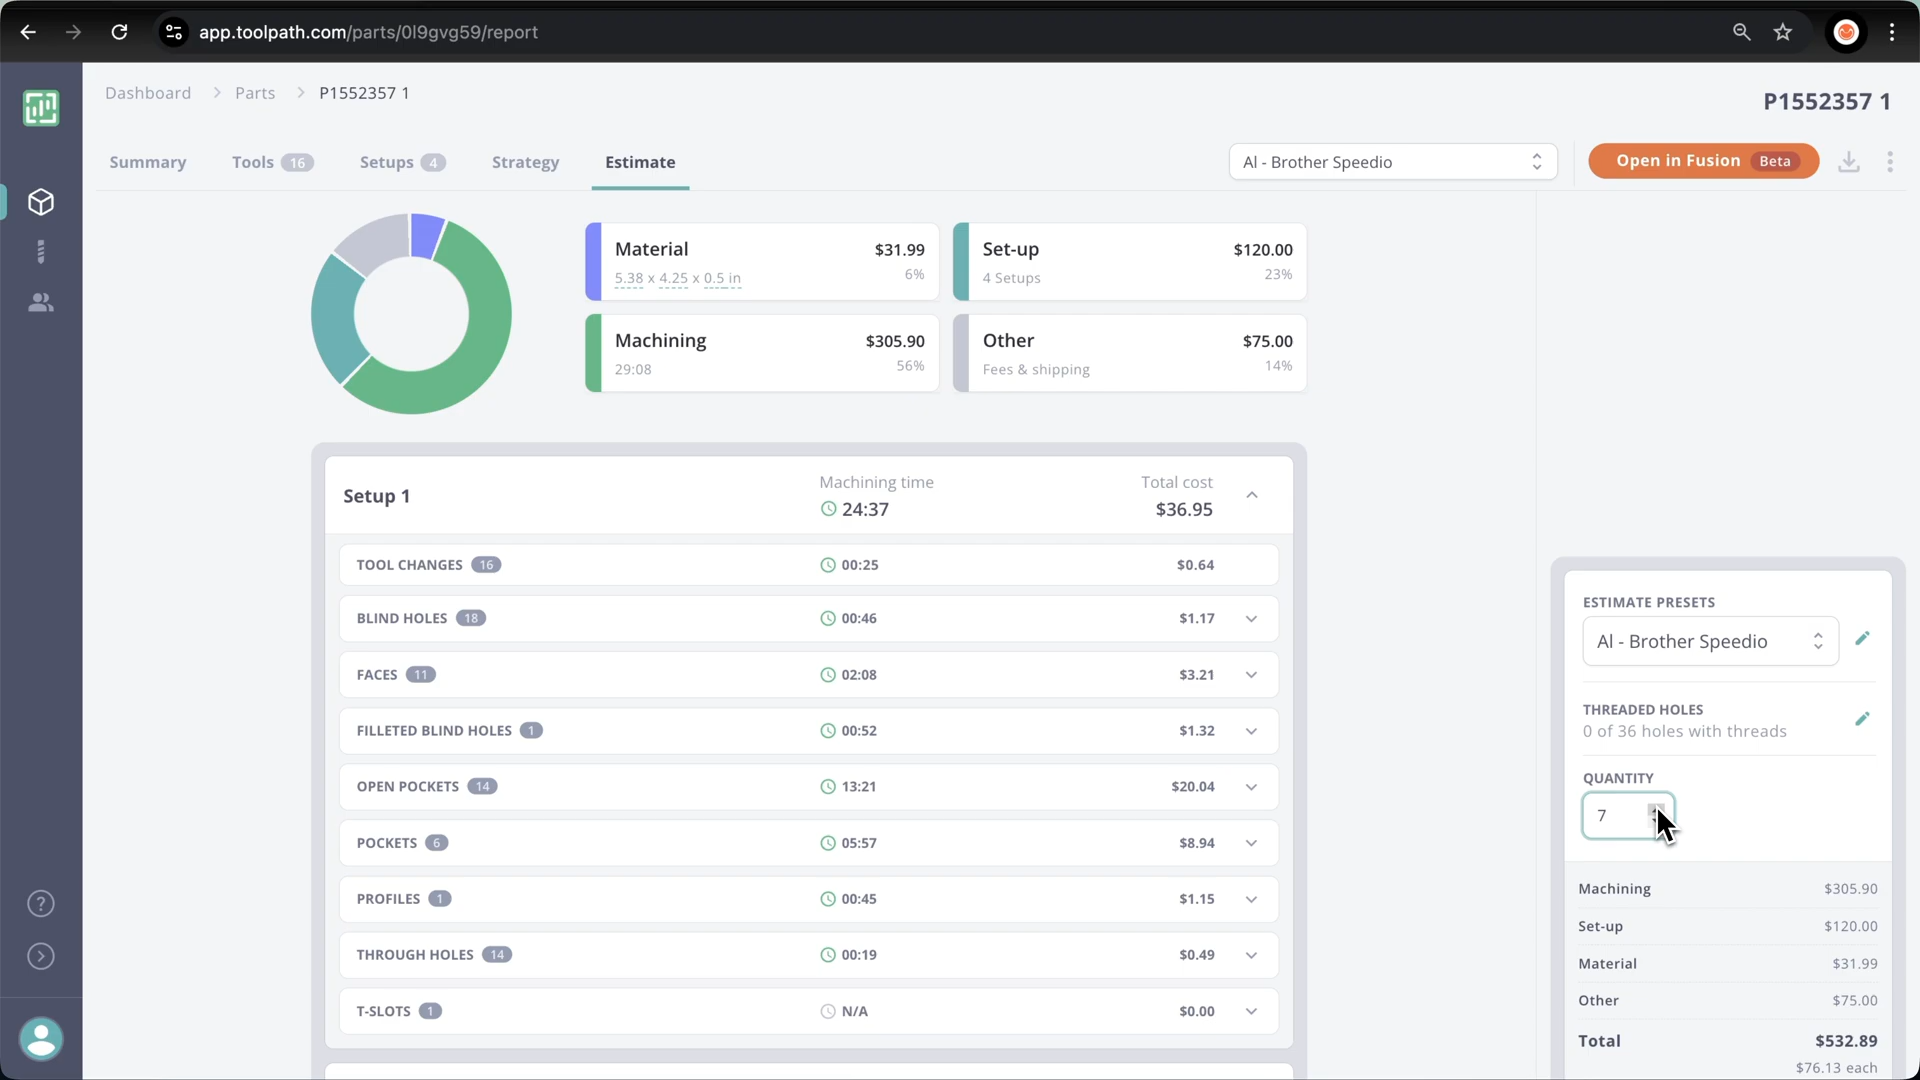 app.toolpath.com/parts/0l9gvg59/report
Dashboard > Parts > P1552357 1
P1552357 1
Summary Tools 16 Setups 4 Strategy Estimate
Al - Brother Speedio
Open in Fusion Beta
Material $31.99
5.38 x 4.25 x 0.5 in 6%
Set-up $120.00
4 Setups 23%
Machining $305.90
29:08 56%
Other $75.00
Fees & shipping 14%
Setup 1
Machining time
24:37
Total cost
$36.95
TOOL CHANGES 16 00:25 $0.64
BLIND HOLES 18 00:46 $1.17
FACES 11 02:08 $3.21
FILLETED BLIND HOLES 1 00:52 $1.32
OPEN POCKETS 14 13:21 $20.04
POCKETS 6 05:57 $8.94
PROFILES 1 00:45 $1.15
THROUGH HOLES 14 00:19 $0.49
T-SLOTS 1 N/A $0.00
ESTIMATE PRESETS
Al - Brother Speedio
THREADED HOLES
0 of 36 holes with threads
QUANTITY
7
Machining $305.90
Set-up $120.00
Material $31.99
Other $75.00
Total $532.89
$76.13 each